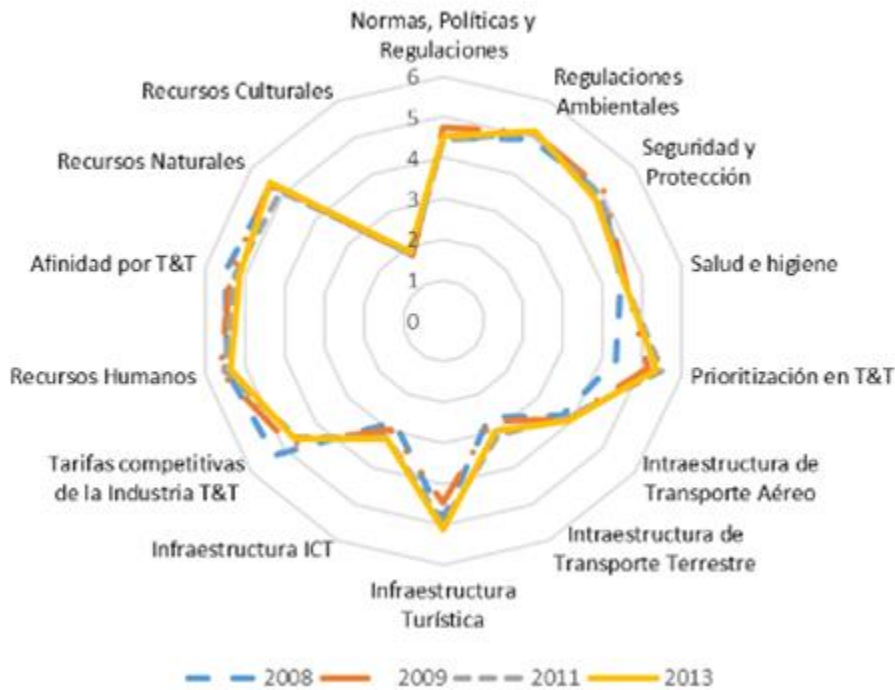 Normas, Políticas y
Regulaciones
Regulaciones
Ambientales
Seguridad y
Protección
Salud e higiene
Prioritización en T&T
Intraestructura de
Transporte Aéreo
Intraestructura de
Transporte Terrestre
Infraestructura
Turística
Infraestructura ICT
Tarifas competitivas
de la Industria T&T
Recursos Humanos
Afinidad por T&T
Recursos Naturales
Recursos Culturales
6
5
4
3
2
1
0
2008 2009 2011 2013